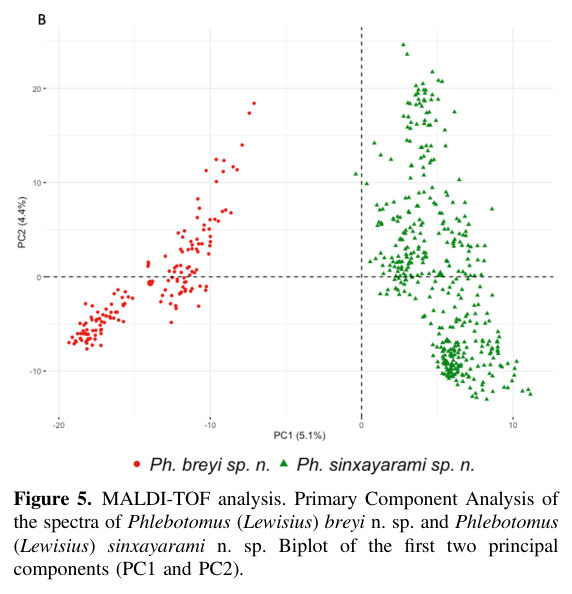 B
20
10
0
-10
PC2 (4.4%)
-20
-10
0
10
PC1 (5.1%)
Ph. breyi sp. n. Ph. sinxayarami sp. n.
Figure 5. MALDI-TOF analysis. Primary Component Analysis of
the spectra of Phlebotomus (Lewisius) breyi n. sp. and Phlebotomus
(Lewisius) sinxayarami n. sp. Biplot of the first two principal
components (PC1 and PC2).